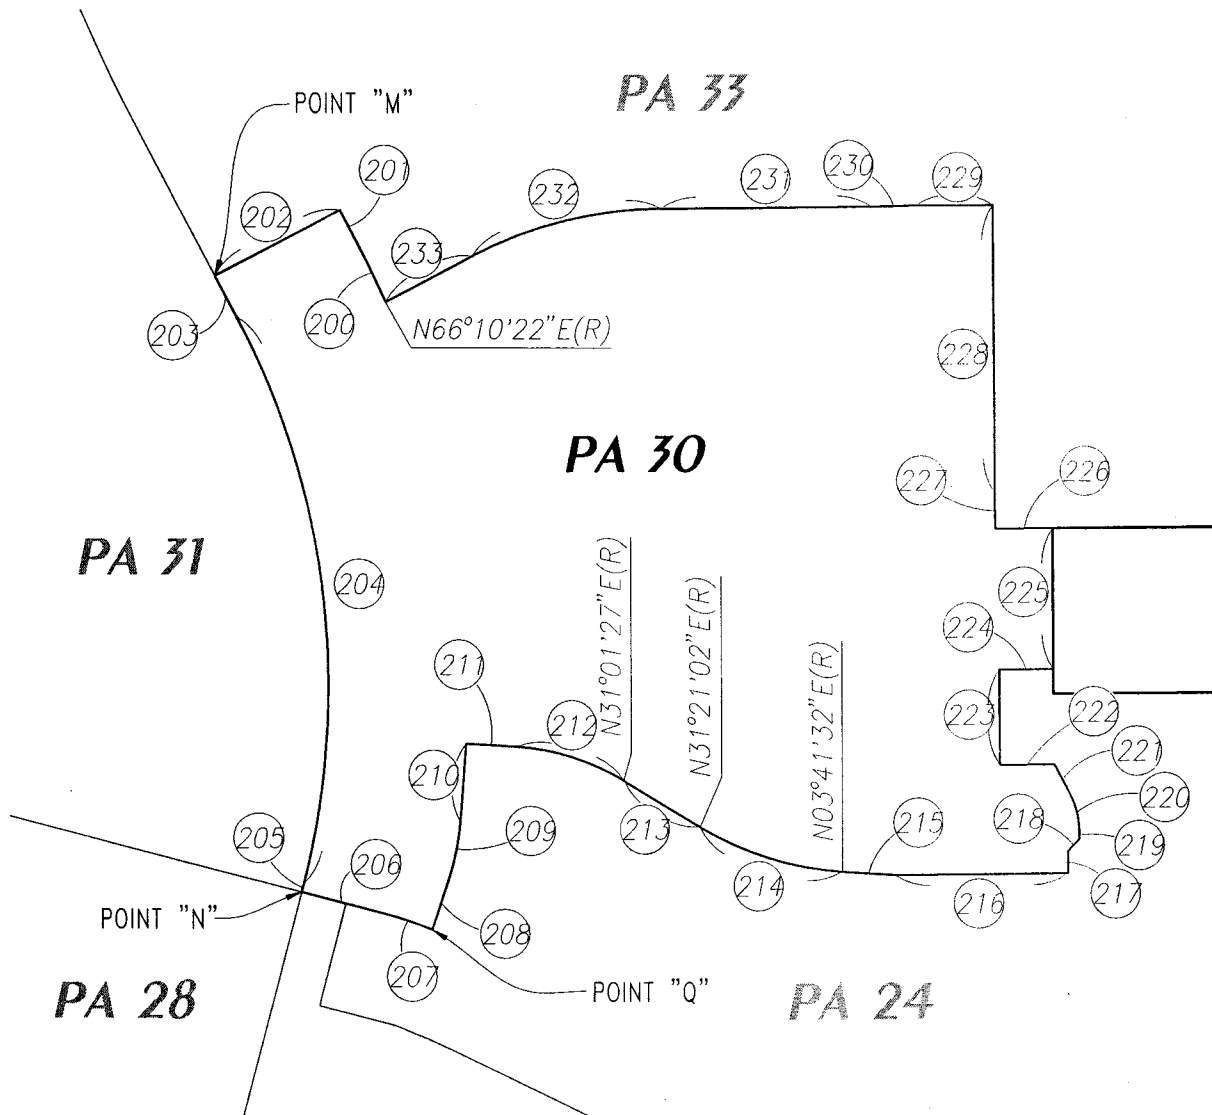 PA 33
POINT "M"
201
230
229
231
232
202
233
203
200
N66°10'22"E(R)
228
PA 30
227
226
PA 31
204
225
N31°01'27"E(R)
N31°21'02"E(R)
N03°41'32"E(R)
224
211
223
222
212
221
210
220
213
218
215
209
219
205
206
214
216
217
POINT "N"
208
207
POINT "Q"
PA 28
PA 24